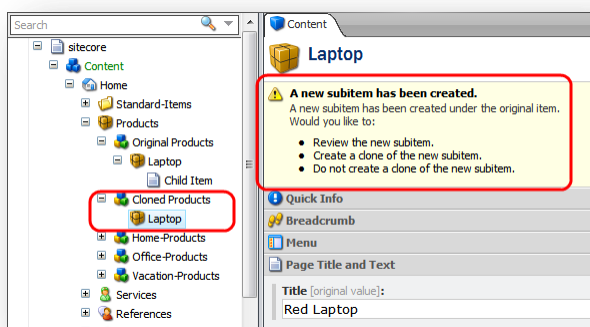 Search
sitecore
Content
Home
Standard-Items
Products
Original Products
Laptop
Child Item
Cloned Products
Laptop
Home-Products
Office-Products
Vacation-Products
Services
References
Content
Laptop
A new subitem has been created.
A new subitem has been created under the original item.
Would you like to:
• Review the new subitem.
• Create a clone of the new subitem.
• Do not create a clone of the new subitem.
Quick Info
Breadcrumb
Menu
Page Title and Text
Title [original value]:
Red Laptop